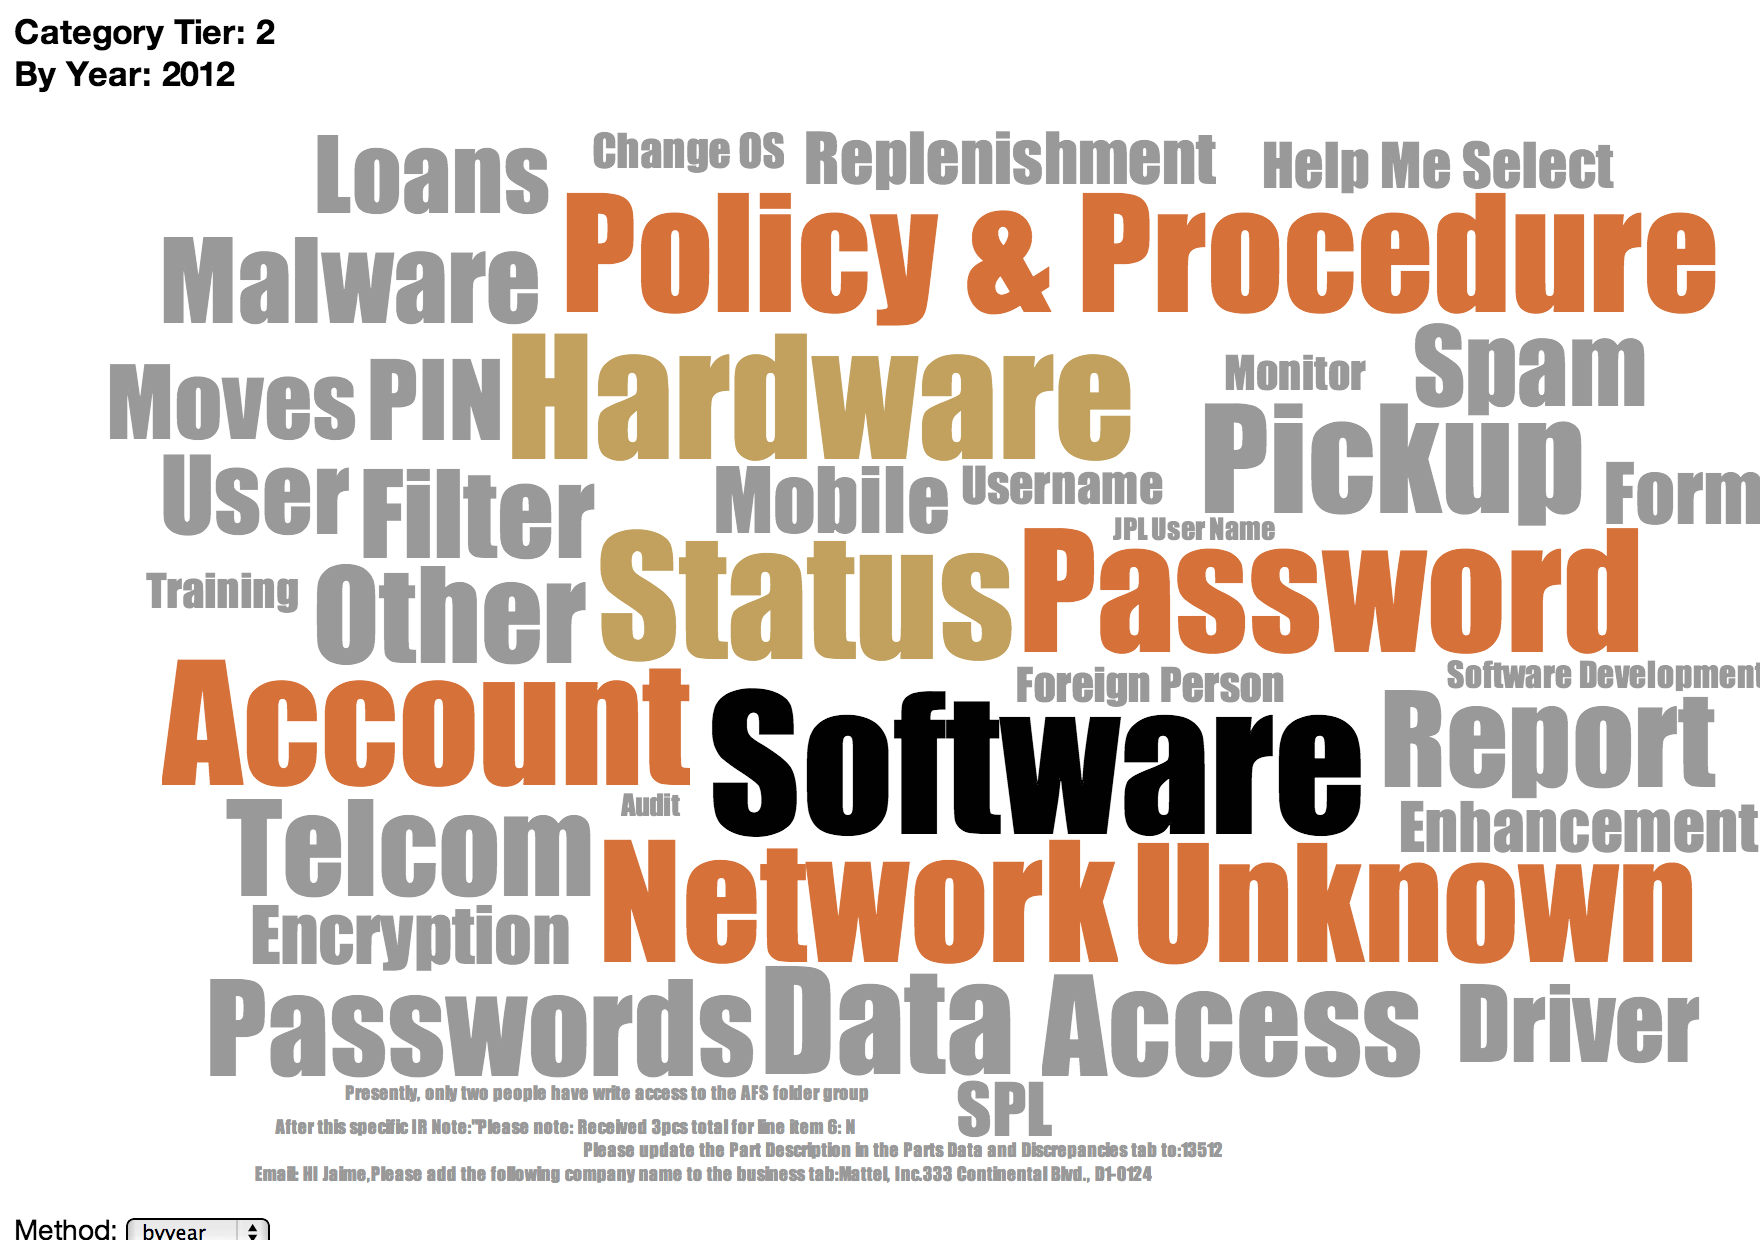 Category Tier: 2
By Year: 2012
Loans
Change OS
Replenishment
Help Me Select
Malware
Policy & Procedure
Moves
PIN
Hardware
Monitor
Spam
User
Filter
Mobile
Username
Pickup
Form
JPL User Name
Training
Other
Status
Password
Account
Foreign Person
Software Development
Software
Report
Audit
Telcom
Enhancement
Network
Unknown
Encryption
Passwords
Data
Access
Driver
Presently, only two people have write access to the AFS folder group
SPL
After this specific IR Note:"Please note: Received 3pcs total for line item 6: N
Please update the Part Description in the Parts Data and Discrepancies tab to:13512
Email: Hi Jaime,Please add the following company name to the business tab:Mattel, Inc.333 Continental Blvd., D1-0124
Method: byyear